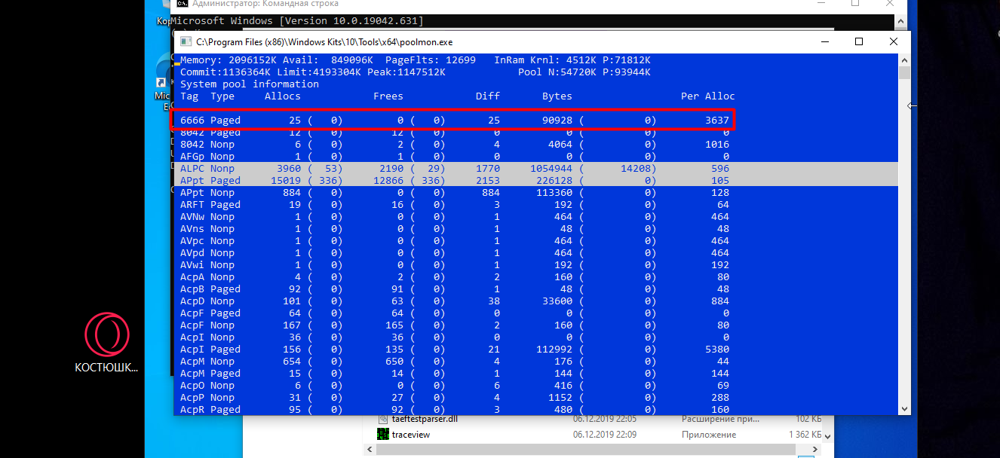 Администратор: Командная строка
Microsoft Windows [Version 10.0.19042.631]
C:\Program Files (x86)\Windows Kits\10\Tools\x64\poolmon.exe
Memory: 2096152K Avail:  849096K  PageFlts: 12699   InRam Krnl: 4512K P:71812K
Commit:1136364K Limit:4193304K Peak:1147512K            Pool N:54720K P:93944K
System pool information
Tag  Type     Allocs            Frees            Diff       Bytes                  Per Alloc
6666 Paged        25 (   0)         0 (   0)       25       90928 (          0)      3637
8042 Paged        12 (   0)        12 (   0)        0           0 (          0)         0
8042 Nonp          6 (   0)         2 (   0)        4        4064 (          0)      1016
AFGp Nonp          1 (   0)         1 (   0)        0           0 (          0)         0
ALPC Nonp       3960 (  53)      2190 (  29)     1770     1054944 (      14208)       596
APpt Paged     15019 ( 336)     12866 ( 336)     2153      226128 (          0)       105
APpt Nonp        884 (   0)         0 (   0)      884      113360 (          0)       128
ARFT Paged        19 (   0)        16 (   0)        3         192 (          0)        64
AVNw Nonp          1 (   0)         0 (   0)        1         464 (          0)       464
AVns Nonp          1 (   0)         0 (   0)        1          48 (          0)        48
AVpc Nonp          1 (   0)         0 (   0)        1         464 (          0)       464
AVpd Nonp          1 (   0)         0 (   0)        1         464 (          0)       464
AVwi Nonp          1 (   0)         0 (   0)        1         192 (          0)       192
AcpA Nonp          4 (   0)         2 (   0)        2         160 (          0)        80
AcpB Paged        92 (   0)        91 (   0)        1          48 (          0)        48
AcpD Nonp        101 (   0)        63 (   0)       38       33600 (          0)       884
AcpF Paged        64 (   0)        64 (   0)        0           0 (          0)         0
AcpF Nonp        167 (   0)       165 (   0)        2         160 (          0)        80
AcpI Nonp         36 (   0)        36 (   0)        0           0 (          0)         0
AcpI Paged       156 (   0)       135 (   0)       21      112992 (          0)      5380
AcpM Nonp        654 (   0)       650 (   0)        4         176 (          0)        44
AcpM Paged        15 (   0)        14 (   0)        1         144 (          0)       144
AcpO Nonp          6 (   0)         0 (   0)        6         416 (          0)        69
AcpP Nonp         31 (   0)        27 (   0)        4        1152 (          0)       288
AcpR Paged        95 (   0)        92 (   0)        3         480 (          0)       160
КОСТЮШК...
taeftestparser.dll 06.12.2019 22:05 Расширение при... 102 КБ
traceview 06.12.2019 22:09 Приложение 1 362 КБ